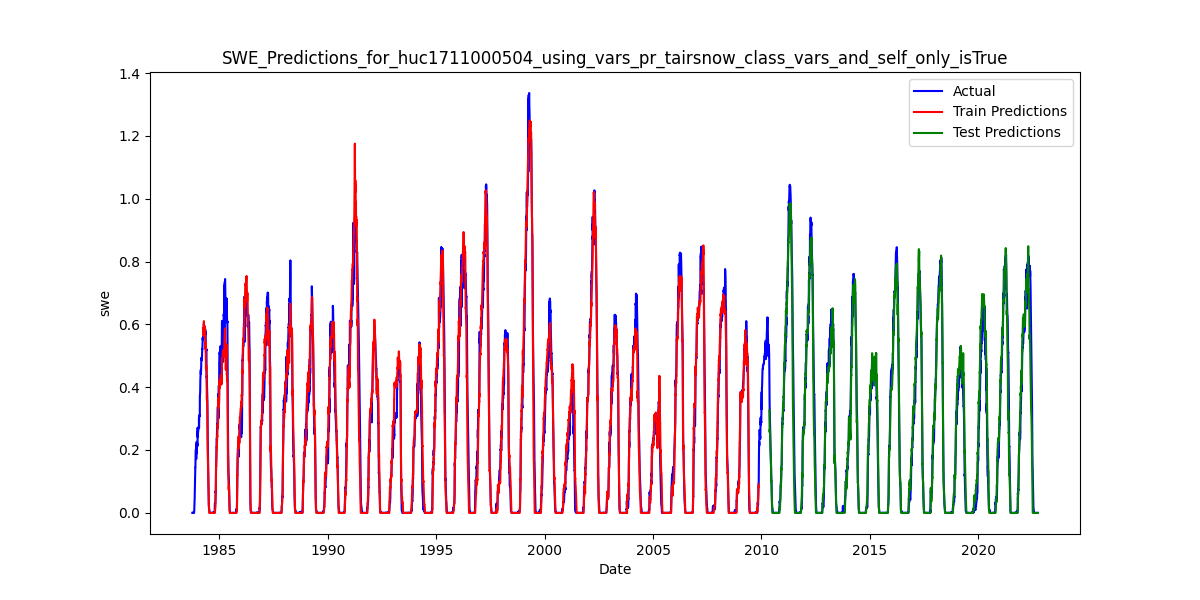 SWE_Predictions_for_huc1711000504_using_vars_pr_tairsnow_class_vars_and_self_only_isTrue
Actual
Train Predictions
Test Predictions
1.4
1.2
1.0
0.8
0.6
0.4
0.2
0.0
swe
1985
1990
1995
2000
2005
2010
2015
2020
Date